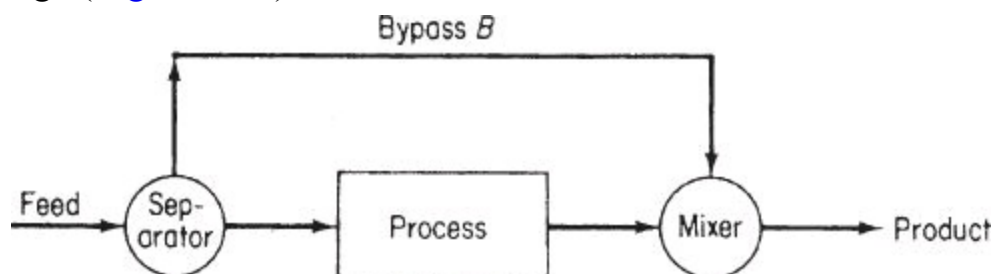 Bypass B
Feed
Sep-
arator
Process
Mixer
Product